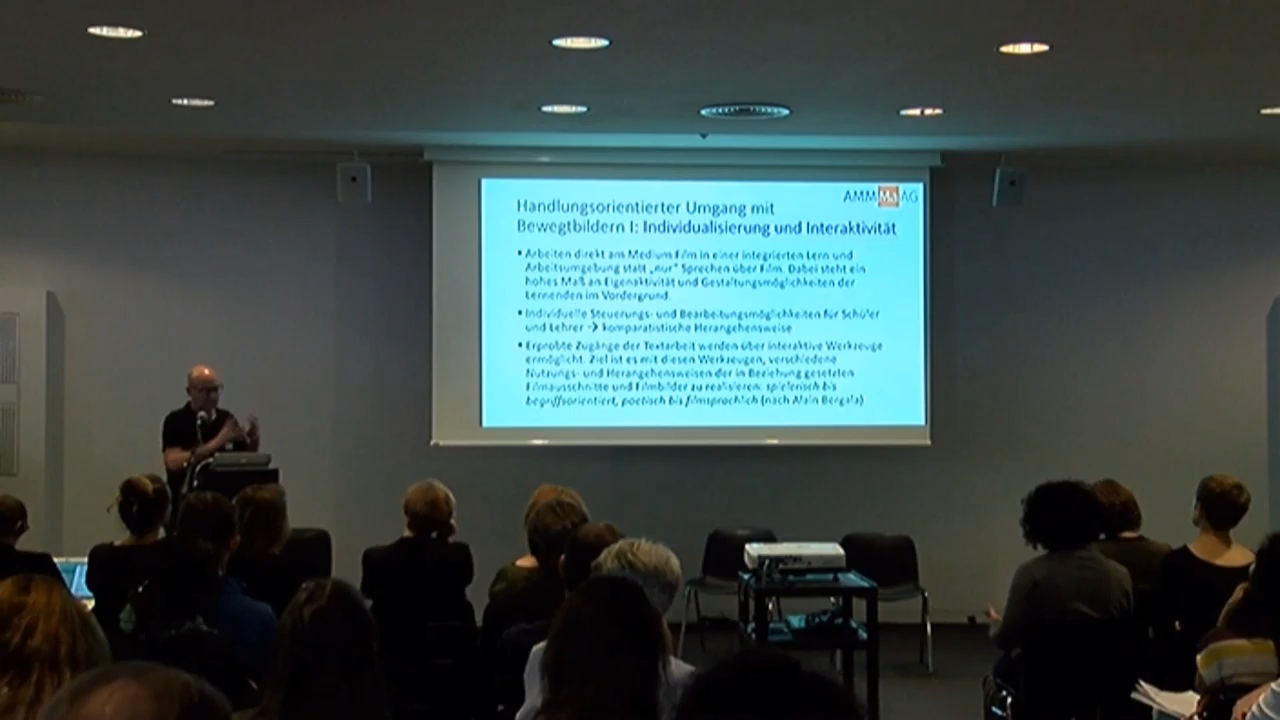 AMMMaAG
Handlungsorientierter Umgang mit
Bewegtbildern I: Individualisierung und Interaktivität
▪ Arbeiten direkt am Medium Film in einer integrierten Lern und
Arbeitsumgebung statt „nur“ Sprechen über Film. Dabei steht ein
hohes Maß an Eigenaktivität und Gestaltungsmöglichkeiten der
Lernenden im Vordergrund.
▪ Individuelle Steuerungs- und Bearbeitungsmöglichkeiten für Schüler
und Lehrer → komparatistische Herangehensweise
▪ Erprobte Zugänge der Textarbeit werden über interaktive Werkzeuge
ermöglicht. Ziel ist es mit diesen Werkzeugen, verschiedene
Nutzungs- und Herangehensweisen der in Beziehung gesetzten
Filmausschnitte und Filmbilder zu realisieren: spielerisch bis
begriffsorientiert, poetisch bis filmsprachlich (nach Alain Bergala)